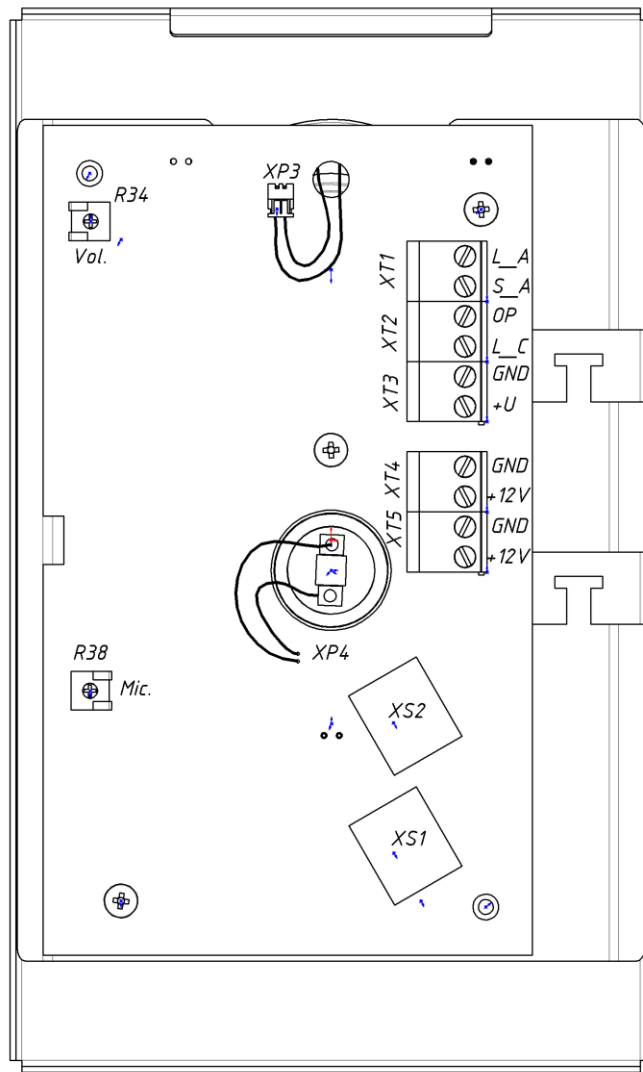 XP3
R34
Vol.
XT1
L_A
S_A
XT2
OP
L_C
XT3
GND
+U
XT4
GND
+12V
XT5
GND
+12V
XP4
R38
Mic.
XS2
XS1